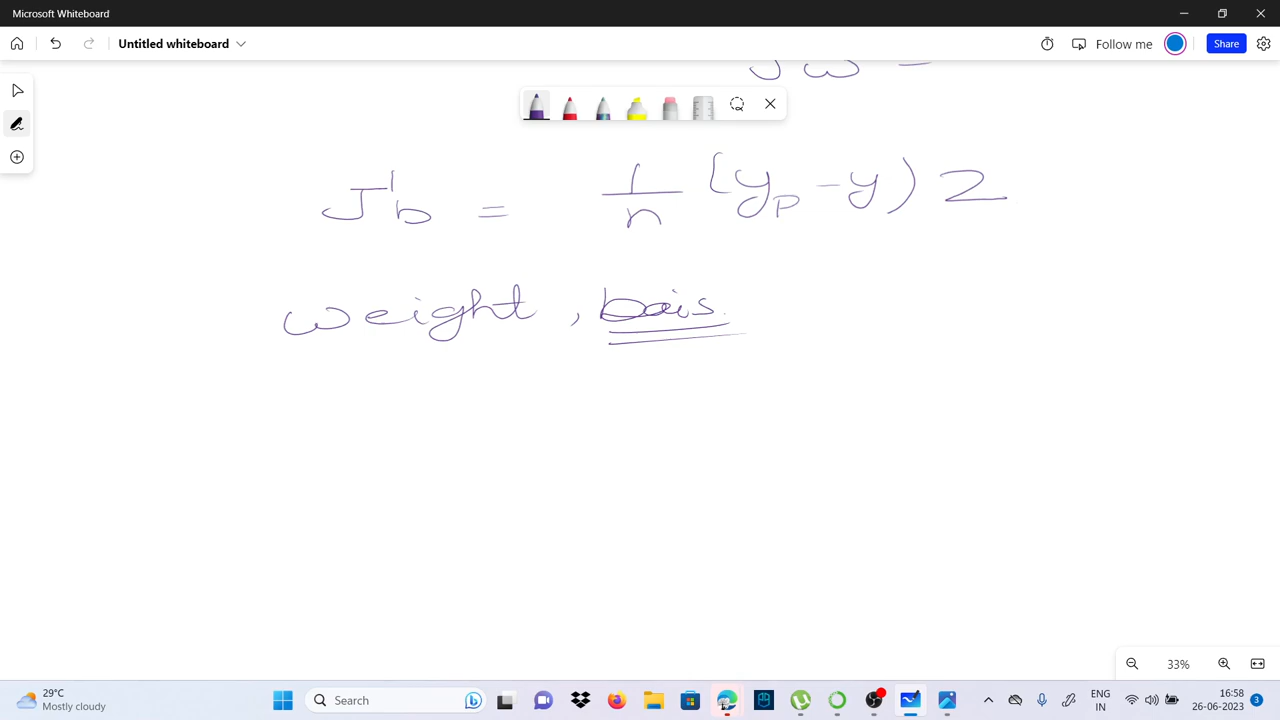 Microsoft Whiteboard
Untitled whiteboard
Follow me
Share
J w =
J'b = 1/n (yp - y) 2
weight, bais.
33%
29°C
Mostly cloudy
Search
ENG
IN
16:58
26-06-2023
3